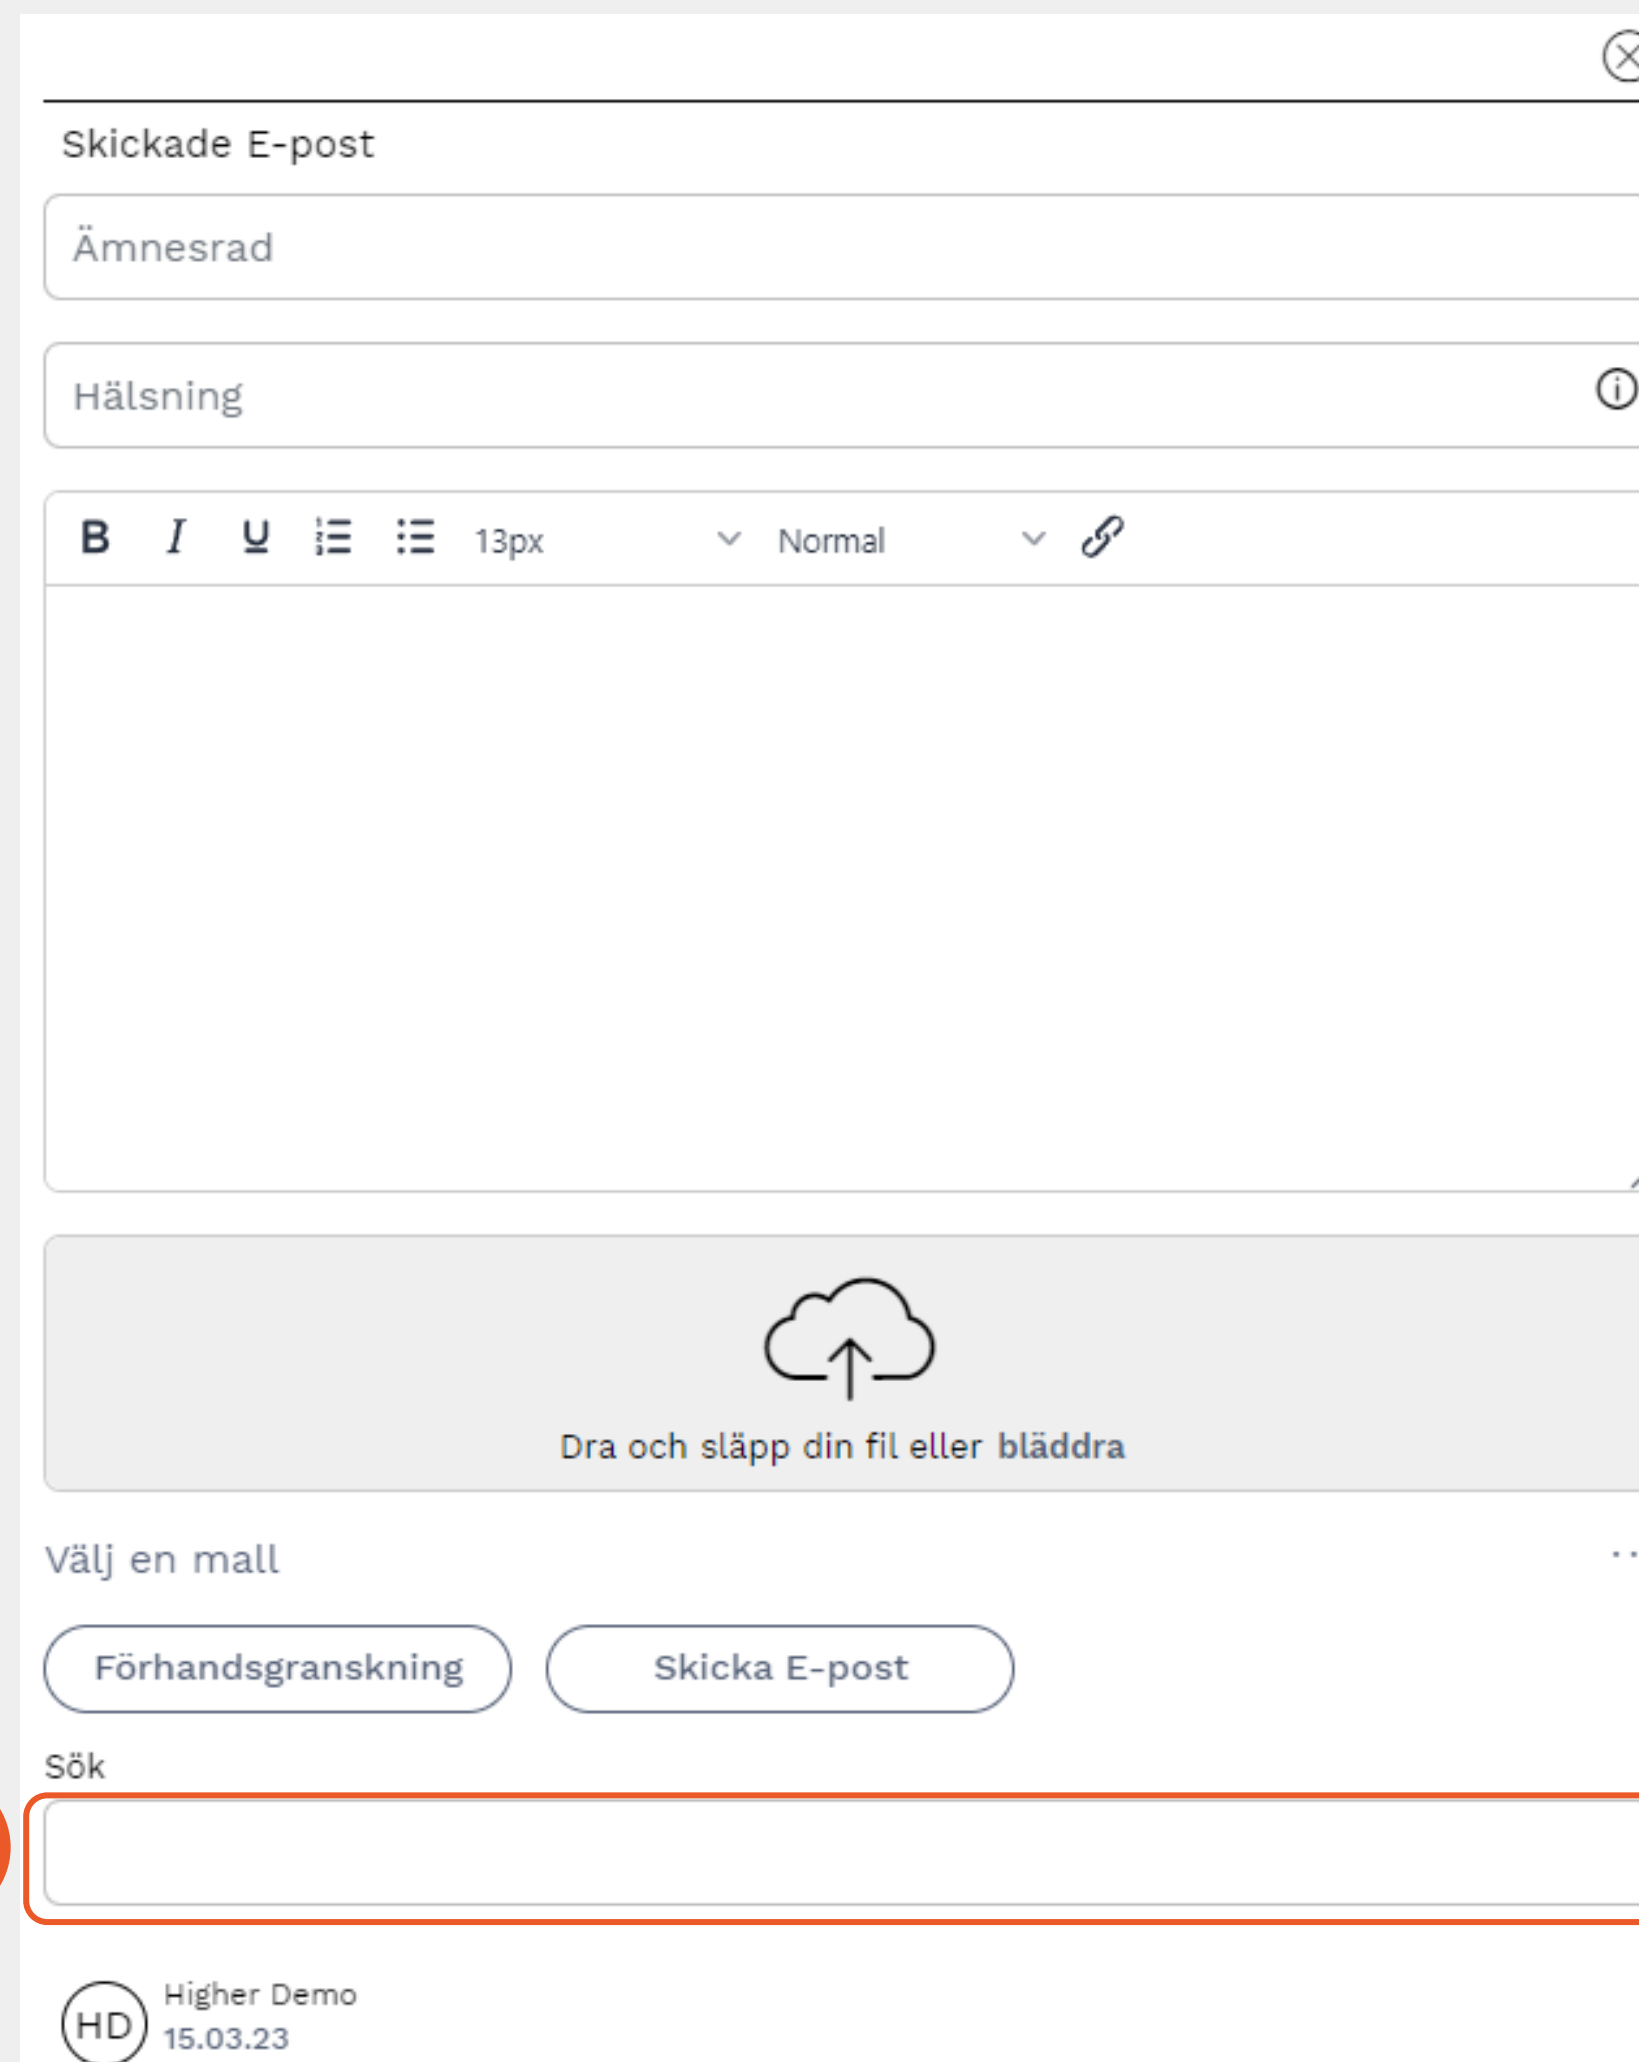 Skickade E-post
Ämnesrad
Hälsning
B I U 13px Normal
Dra och släpp din fil eller bläddra
Välj en mall
Förhandsgranskning Skicka E-post
Sök
HD Higher Demo
15.03.23